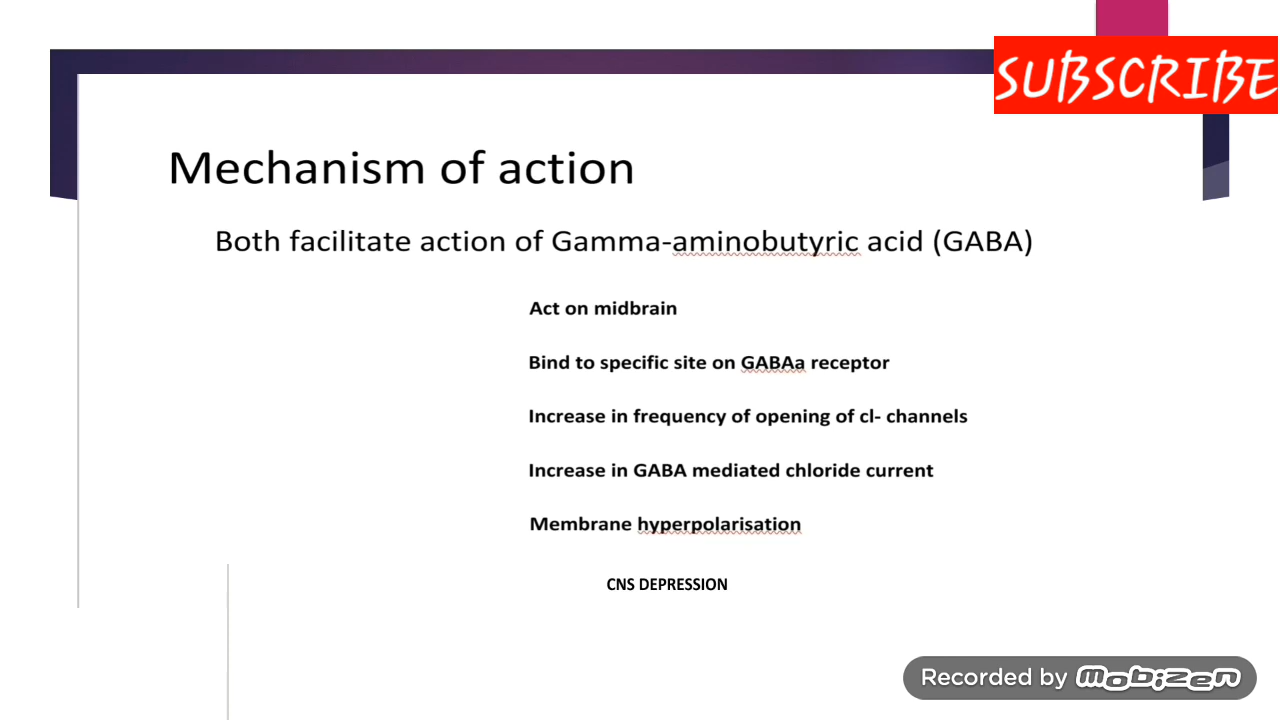 SUBSCRIBE
Mechanism of action
Both facilitate action of Gamma-aminobutyric acid (GABA)
Act on midbrain
Bind to specific site on GABAa receptor
Increase in frequency of opening of cl- channels
Increase in GABA mediated chloride current
Membrane hyperpolarisation
CNS DEPRESSION
Recorded by mobizen